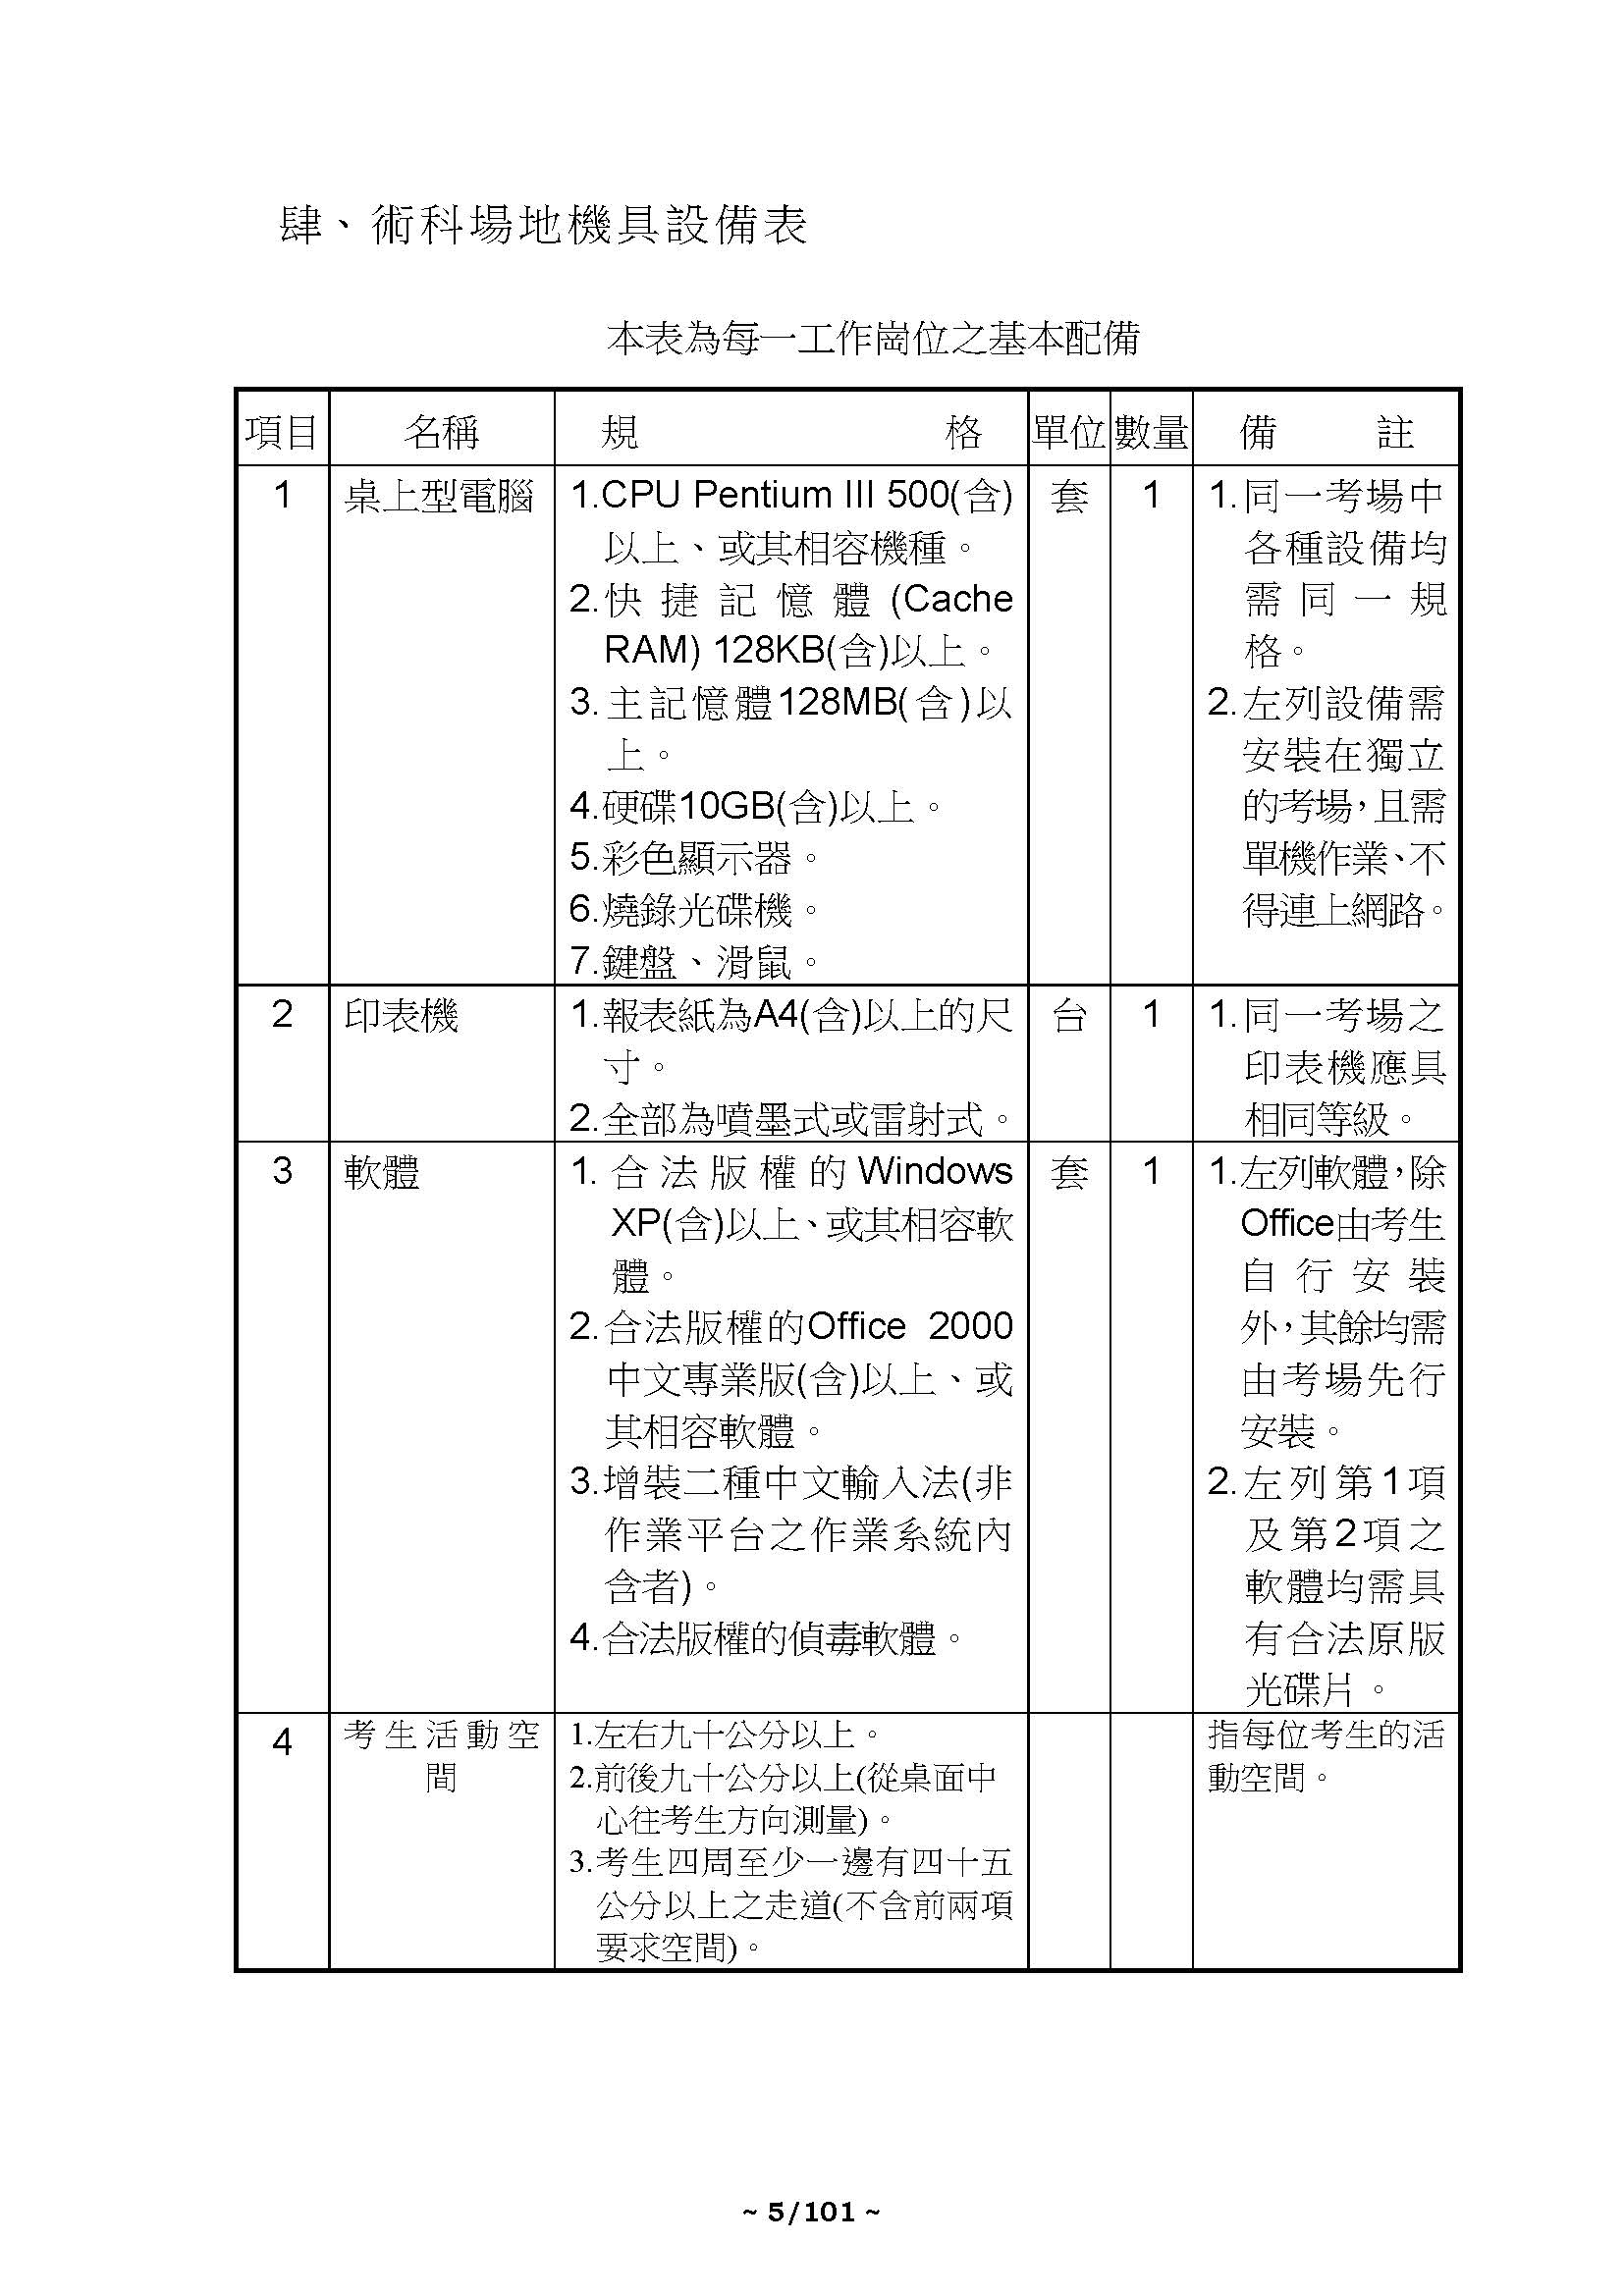 肆、術科場地機具設備表
本表為每一工作崗位之基本配備
項目 名稱 規 格 單位 數量 備 註
1 桌上型電腦
1.CPU Pentium III 500(含)
以上、或其相容機種。
2.快捷記憶體(Cache
RAM) 128KB(含)以上。
3.主記憶體128MB(含)以
上。
4.硬碟10GB(含)以上。
5.彩色顯示器。
6.燒錄光碟機。
7.鍵盤、滑鼠。
套 1
1.同一考場中
各種設備均
需同一規
格。
2.左列設備需
安裝在獨立
的考場，且需
單機作業、不
得連上網路。
2 印表機
1.報表紙為A4(含)以上的尺
寸。
2.全部為噴墨式或雷射式。
台 1
1.同一考場之
印表機應具
相同等級。
3 軟體
1.合法版權的Windows
XP(含)以上、或其相容軟
體。
2.合法版權的Office 2000
中文專業版(含)以上、或
其相容軟體。
3.增裝二種中文輸入法(非
作業平台之作業系統內
含者)。
4.合法版權的偵毒軟體。
套 1
1.左列軟體，除
Office由考生
自行安裝
外，其餘均需
由考場先行
安裝。
2.左列第1項
及第2項之
軟體均需具
有合法原版
光碟片。
4 考生活動空
間
1.左右九十公分以上。
2.前後九十公分以上(從桌面中
心往考生方向測量)。
3.考生四周至少一邊有四十五
公分以上之走道(不含前兩項
要求空間)。
指每位考生的活
動空間。
~ 5/101 ~